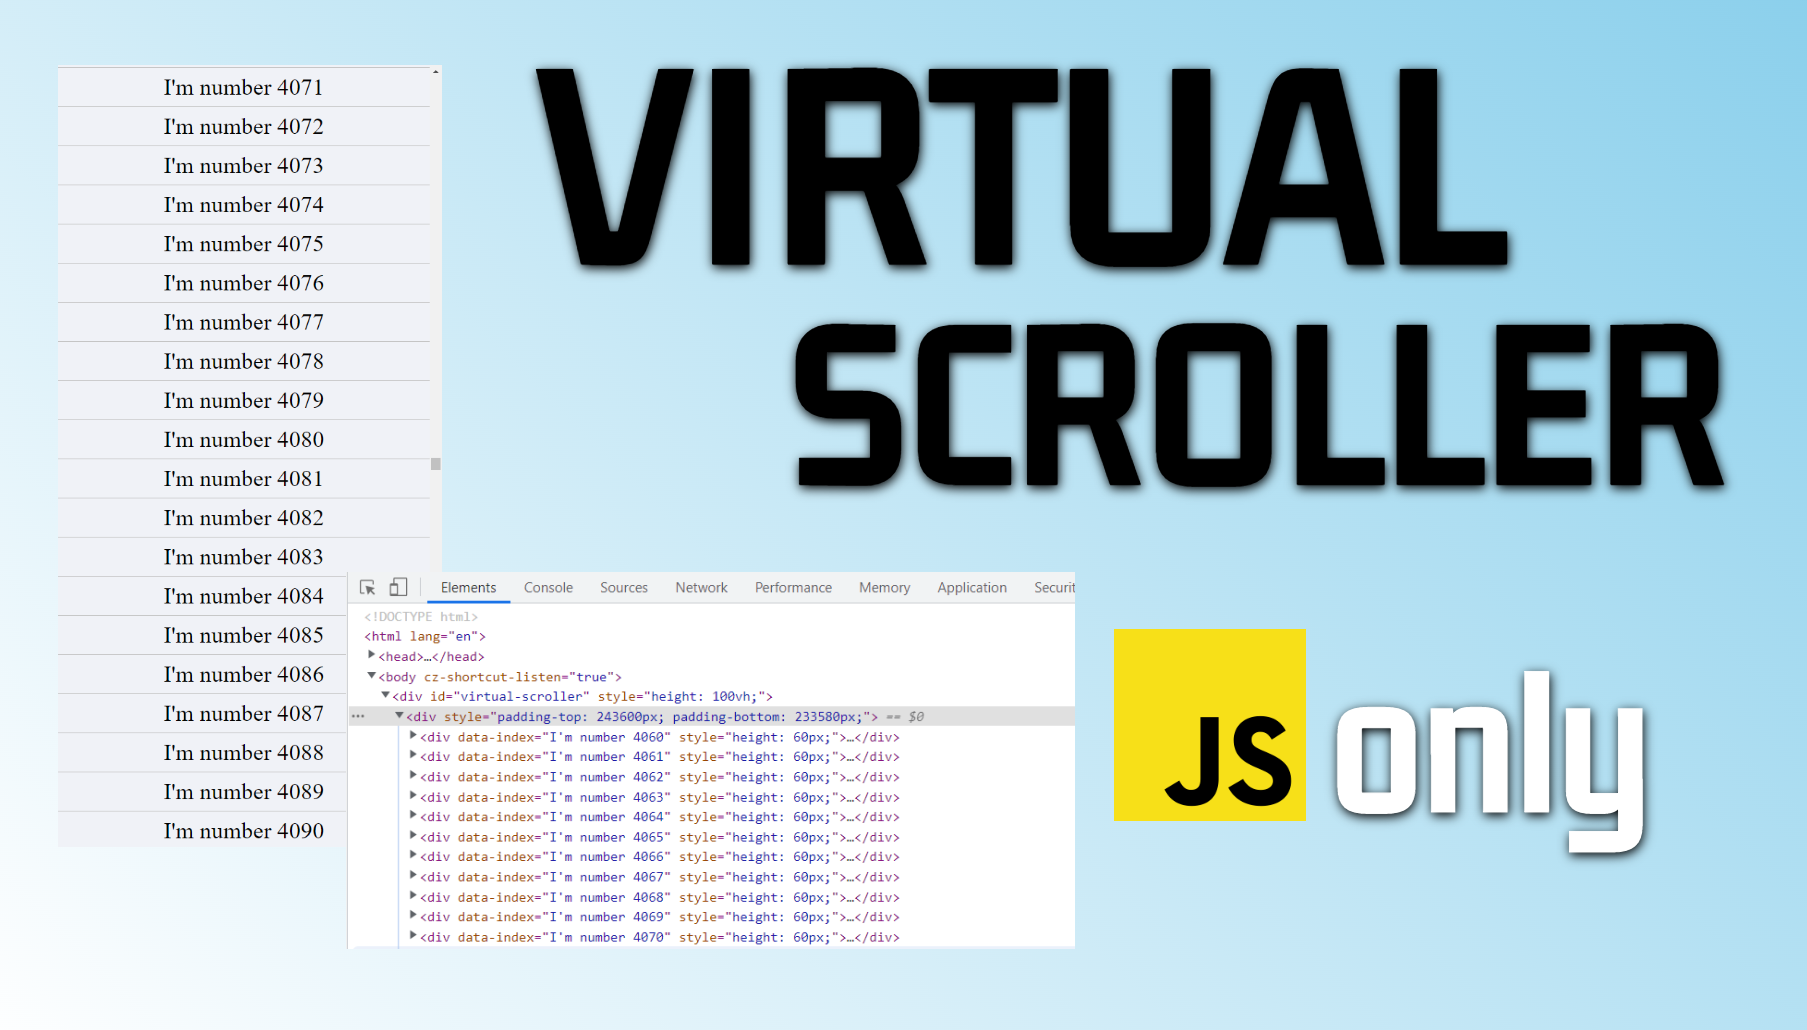 I'm number 4071
I'm number 4072
I'm number 4073
I'm number 4074
I'm number 4075
I'm number 4076
I'm number 4077
I'm number 4078
I'm number 4079
I'm number 4080
I'm number 4081
I'm number 4082
I'm number 4083
I'm number 4084
I'm number 4085
I'm number 4086
I'm number 4087
I'm number 4088
I'm number 4089
I'm number 4090
VIRTUAL
SCROLLER
Elements Console Sources Network Performance Memory Application Securit
<!DOCTYPE html>
<html lang="en">
<head>…</head>
<body cz-shortcut-listen="true">
<div id="virtual-scroller" style="height: 100vh;">
<div style="padding-top: 243600px; padding-bottom: 233580px;"> == $0
<div data-index="I'm number 4060" style="height: 60px;">…</div>
<div data-index="I'm number 4061" style="height: 60px;">…</div>
<div data-index="I'm number 4062" style="height: 60px;">…</div>
<div data-index="I'm number 4063" style="height: 60px;">…</div>
<div data-index="I'm number 4064" style="height: 60px;">…</div>
<div data-index="I'm number 4065" style="height: 60px;">…</div>
<div data-index="I'm number 4066" style="height: 60px;">…</div>
<div data-index="I'm number 4067" style="height: 60px;">…</div>
<div data-index="I'm number 4068" style="height: 60px;">…</div>
<div data-index="I'm number 4069" style="height: 60px;">…</div>
<div data-index="I'm number 4070" style="height: 60px;">…</div>
JS only